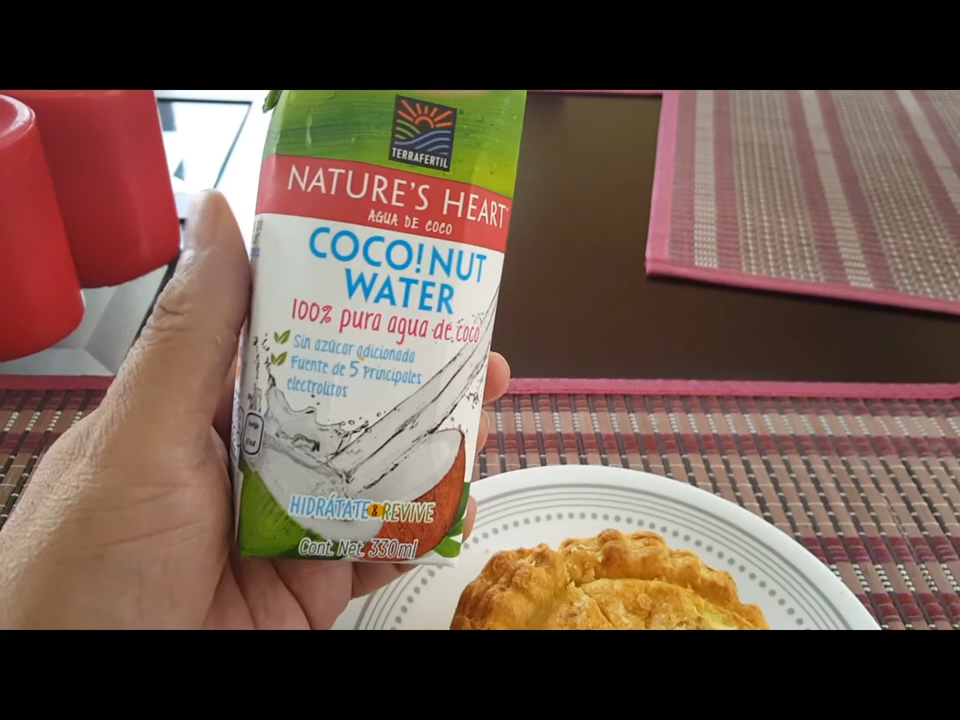 TERRAFERTIL
NATURE'S HEART
AGUA DE COCO
COCO!NUT
WATER
100% pura agua de coco
Sin azúcar adicionada
Fuente de 5 Principales
electrolitos
HIDRÁTATE & REVIVE
Cont. Net. 330ml